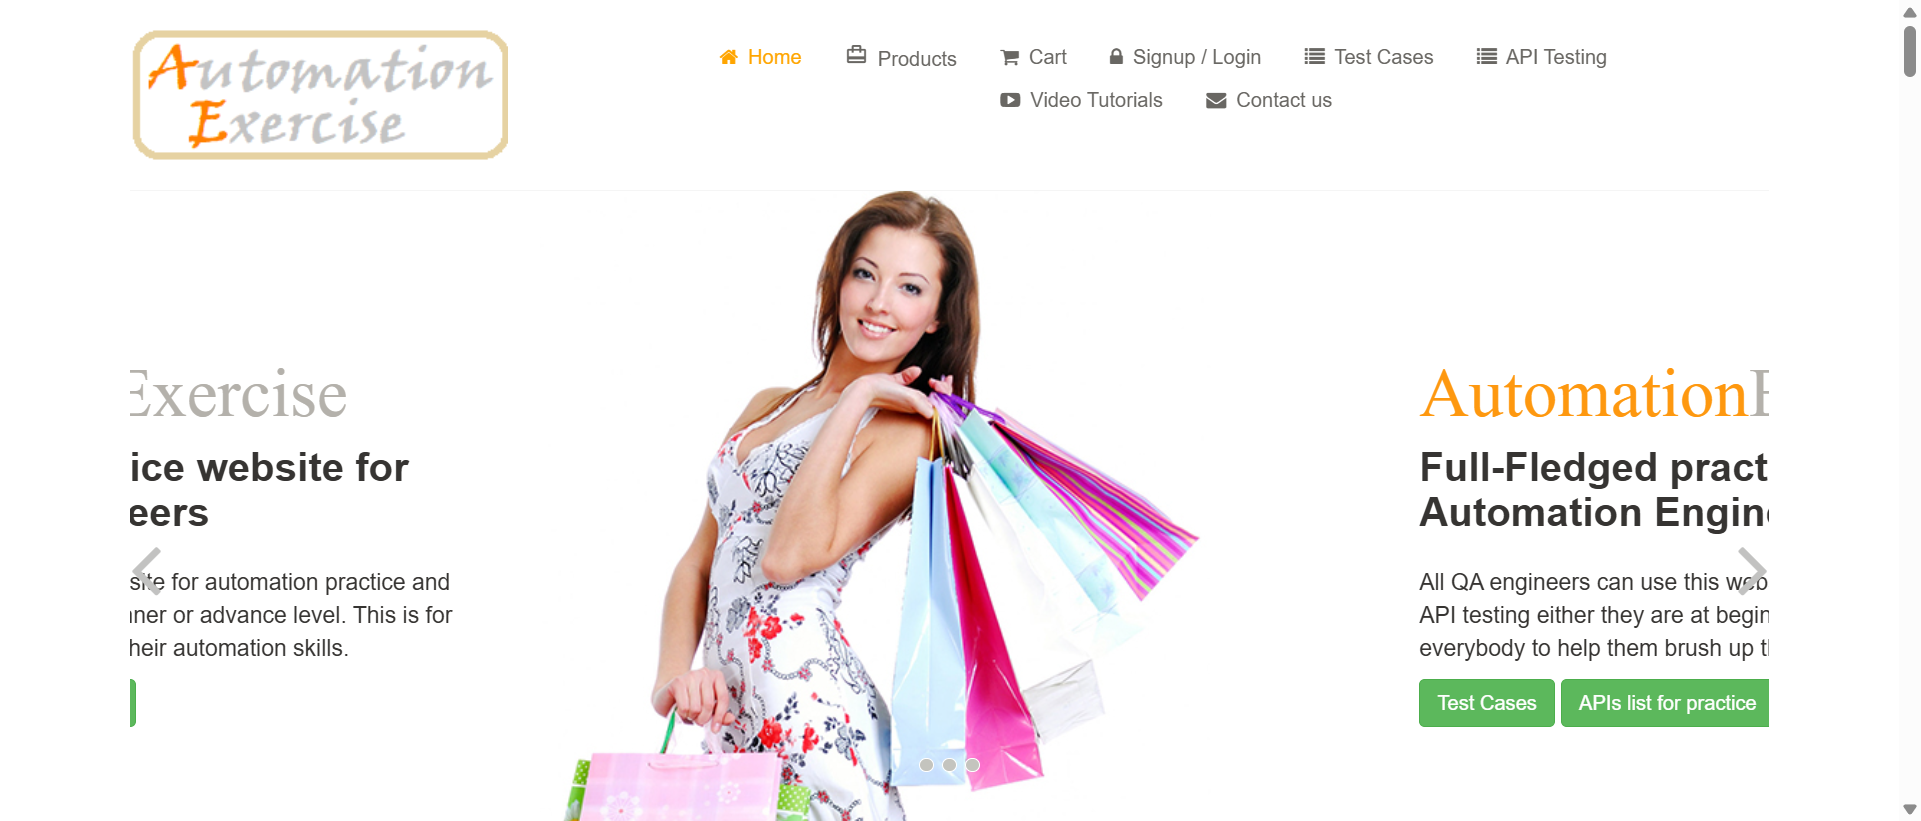 Automation
Exercise
Home
Products
Cart
Signup / Login
Test Cases
API Testing
Video Tutorials
Contact us
Exercise
ice website for
eers
site for automation practice and
ner or advance level. This is for
heir automation skills.
Automation
Full-Fledged pract
Automation Engin
All QA engineers can use this web
API testing either they are at begin
everybody to help them brush up t
Test Cases
APIs list for practice